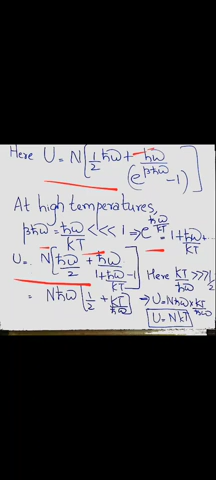 Here U = N[½ħω + ħω/(e^βħω -1)]
At high temperatures,
βħω = ħω/KT <<< 1 ⇒ e^ħω/KT = 1+ħω/KT+..
U = N[ħω/2 + ħω/(1+ħω/KT -1)] Here KT/ħω >>> 1/2
= Nħω[1/2 + KT/ħω] ⇒ U = Nħω × KT/ħω
U = NKT